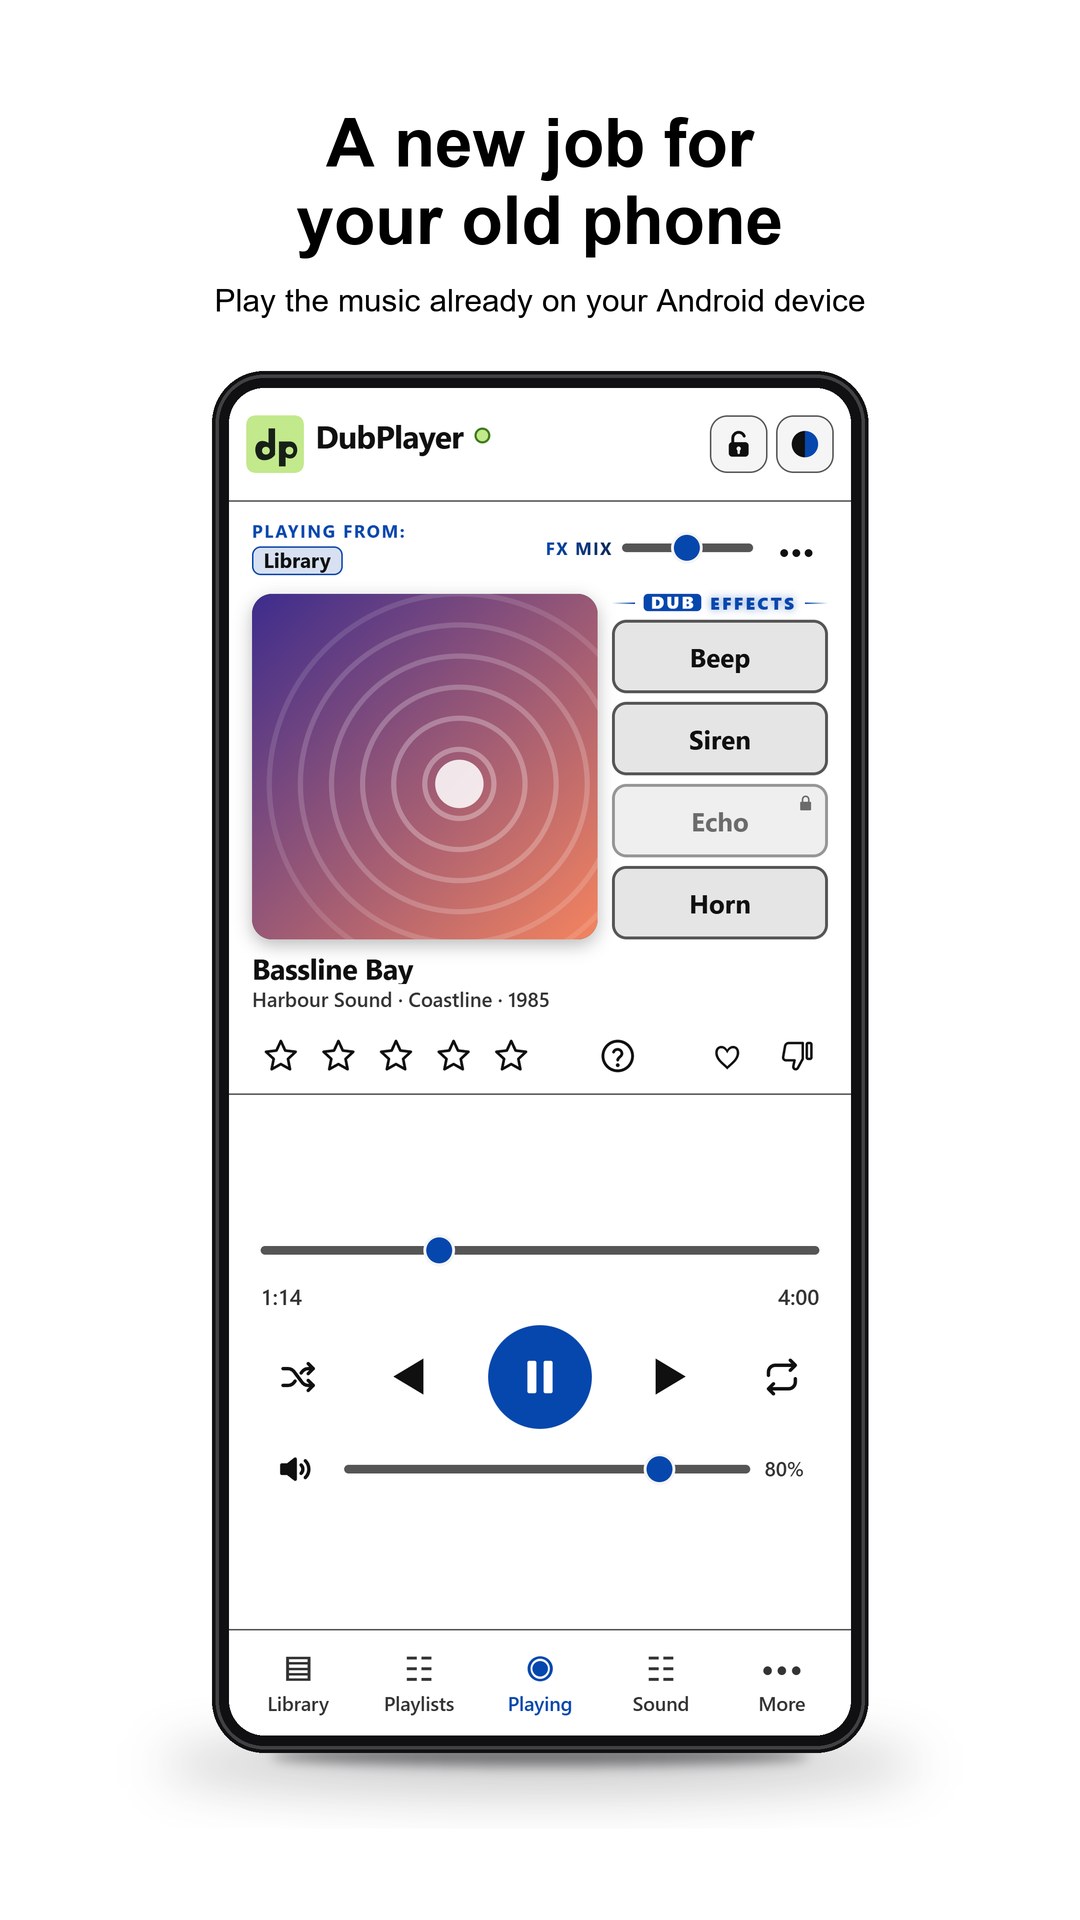 A new job for
your old phone
Play the music already on your Android device
dp DubPlayer
PLAYING FROM:
Library
FX MIX
DUB EFFECTS
Beep
Siren
Echo
Horn
Bassline Bay
Harbour Sound · Coastline · 1985
1:14 4:00
80%
Library Playlists Playing Sound More